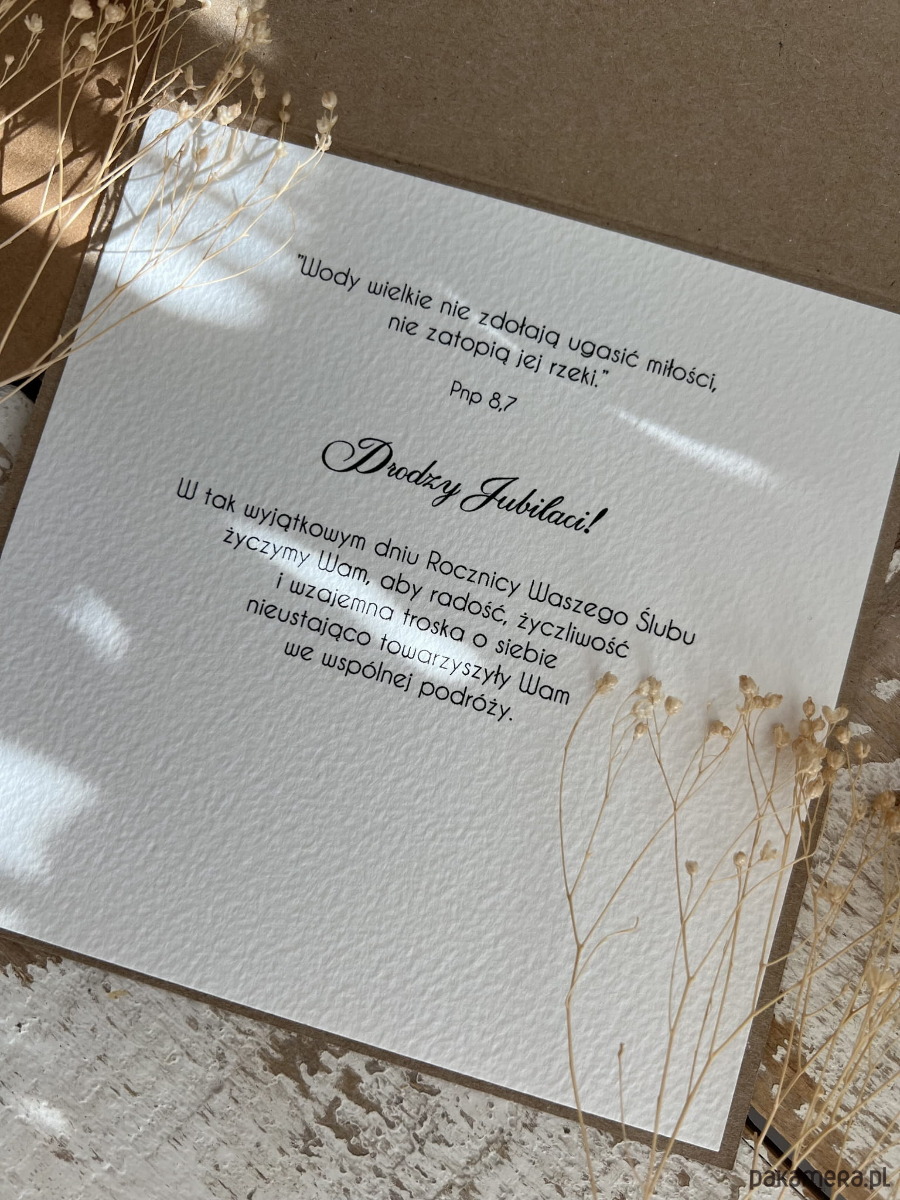 "Wody wielkie nie zdołają ugasić miłości,
nie zatopią jej rzeki."
Pnp 8,7
Drodzy Jubilaci!
W tak wyjątkowym dniu Rocznicy Waszego Ślubu
życzymy Wam, aby radość, życzliwość
i wzajemna troska o siebie
nieustająco towarzyszyły Wam
we wspólnej podróży.
pakamera.pl